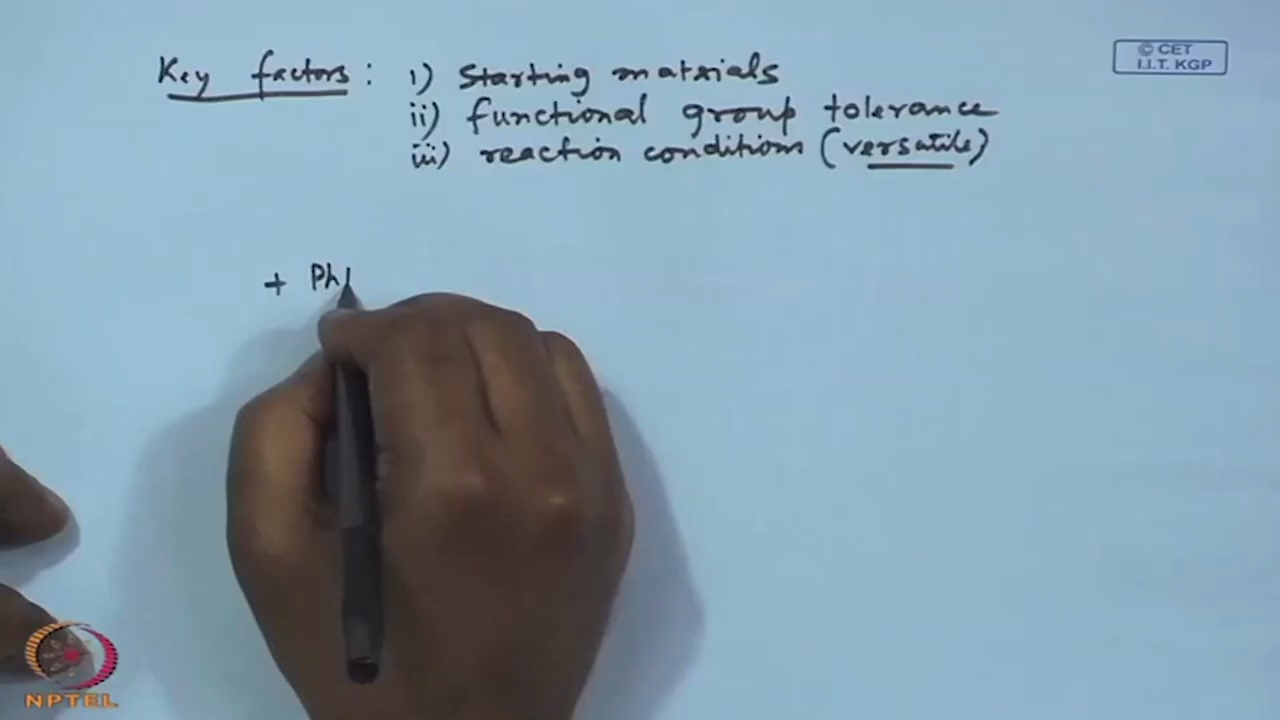 Key factors : i) Starting materials
ii) functional group tolerance
iii) reaction conditions (versatile)
© CET
I.I.T. KGP
+ Ph
NPTEL